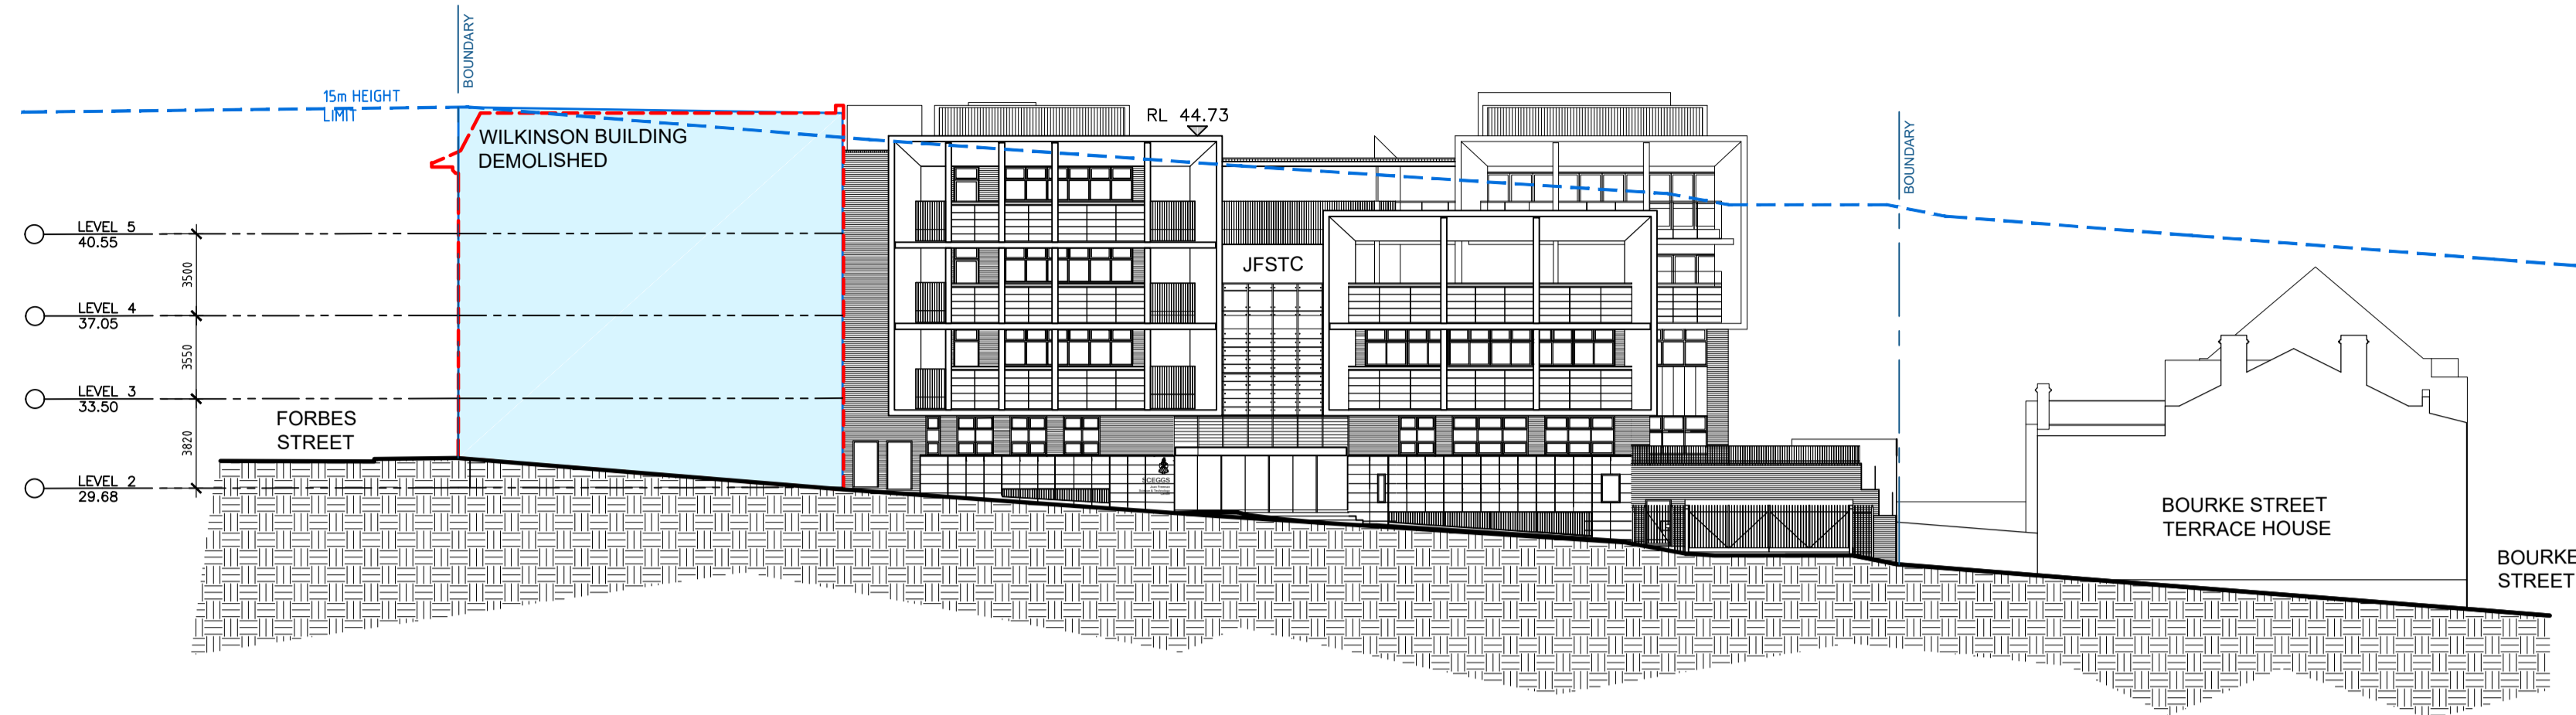 BOUNDARY
15m HEIGHT
LIMIT
WILKINSON BUILDING
DEMOLISHED
RL 44.73
BOUNDARY
LEVEL 5
40.55
3500
JFSTC
LEVEL 4
37.05
3550
LEVEL 3
33.50
FORBES
STREET
3820
LEVEL 2
29.68
SCEGGS
BOURKE STREET
TERRACE HOUSE
BOURKE
STREET